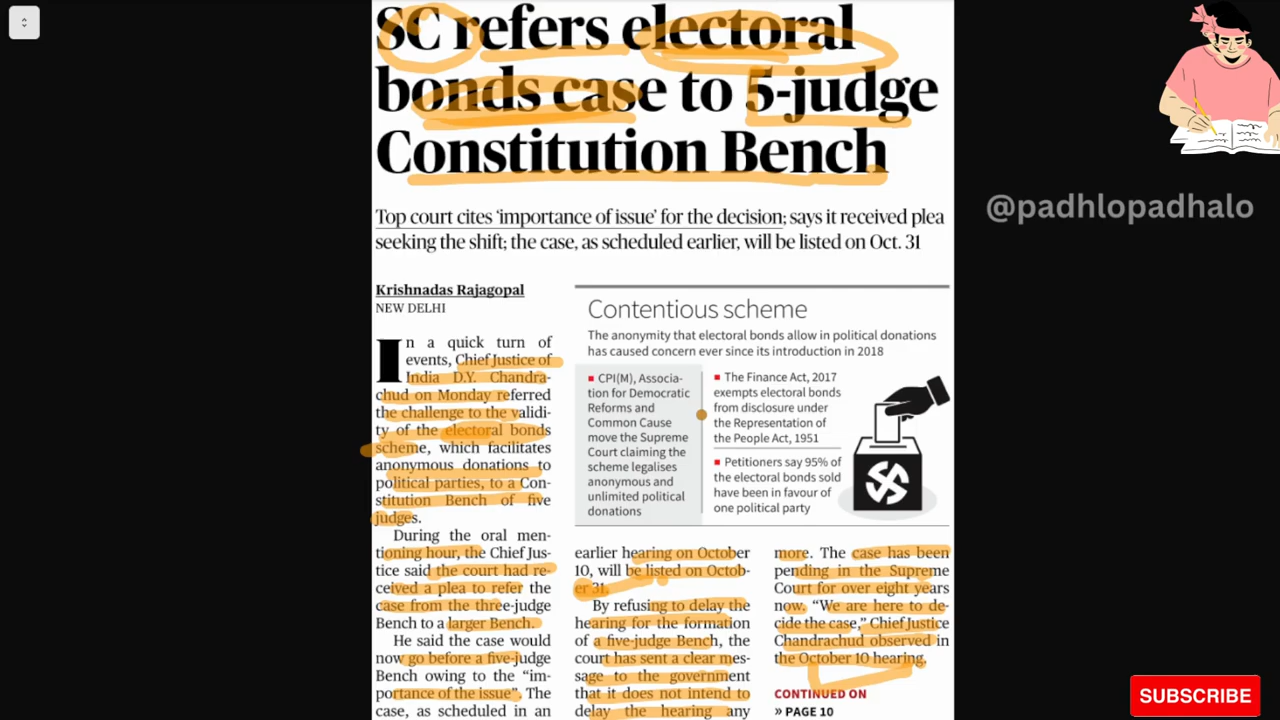 SC refers electoral
bonds case to 5-judge
Constitution Bench
@padhlopadhalo
Top court cites ‘importance of issue’ for the decision; says it received plea
seeking the shift; the case, as scheduled earlier, will be listed on Oct. 31
Krishnadas Rajagopal
NEW DELHI
In a quick turn of
events, Chief Justice of
India D.Y. Chandra-
chud on Monday referred
the challenge to the validi-
ty of the electoral bonds
scheme, which facilitates
anonymous donations to
political parties, to a Con-
stitution Bench of five
judges.
During the oral men-
tioning hour, the Chief Jus-
tice said the court had re-
ceived a plea to refer the
case from the three-judge
Bench to a larger Bench.
He said the case would
now go before a five-judge
Bench owing to the “im-
portance of the issue”. The
case, as scheduled in an
Contentious scheme
The anonymity that electoral bonds allow in political donations
has caused concern ever since its introduction in 2018
■ CPI(M), Associa-
tion for Democratic
Reforms and
Common Cause
move the Supreme
Court claiming the
scheme legalises
anonymous and
unlimited political
donations
■ The Finance Act, 2017
exempts electoral bonds
from disclosure under
the Representation of
the People Act, 1951
■ Petitioners say 95% of
the electoral bonds sold
have been in favour of
one political party
earlier hearing on October
10, will be listed on Octob-
er 31.
By refusing to delay the
hearing for the formation
of a five-judge Bench, the
court has sent a clear mes-
sage to the government
that it does not intend to
delay the hearing any
more. The case has been
pending in the Supreme
Court for over eight years
now. “We are here to de-
cide the case,” Chief Justice
Chandrachud observed in
the October 10 hearing.
CONTINUED ON
» PAGE 10
SUBSCRIBE